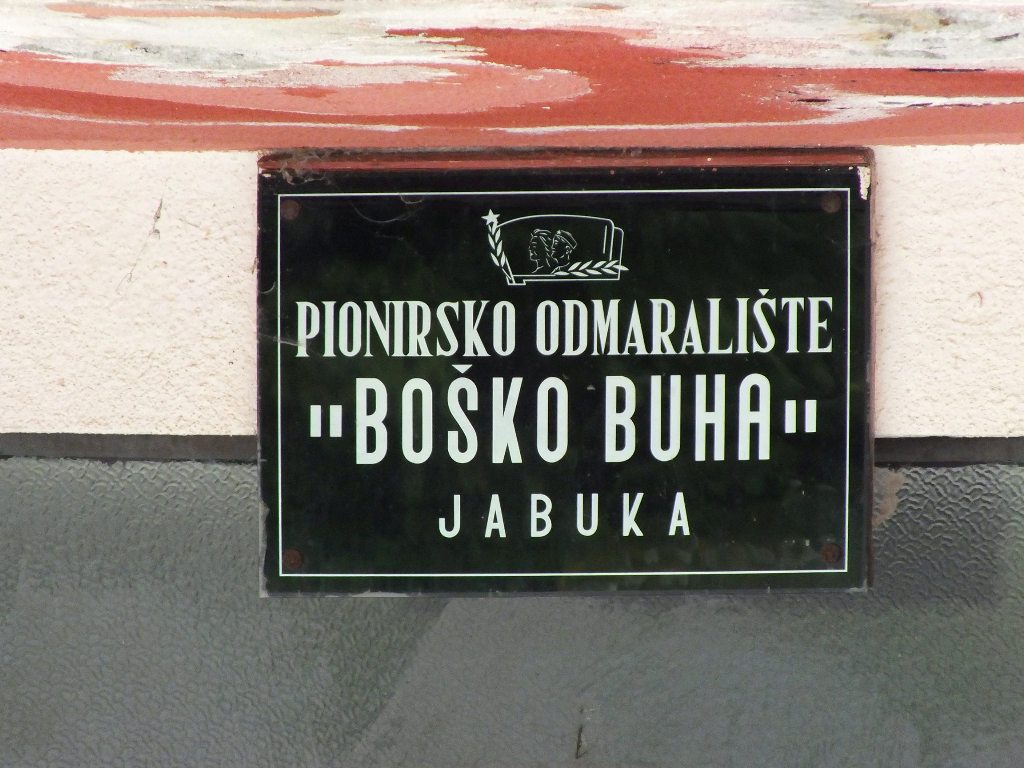 PIONIRSKO ODMARALIŠTE
"BOŠKO BUHA"
JABUKA